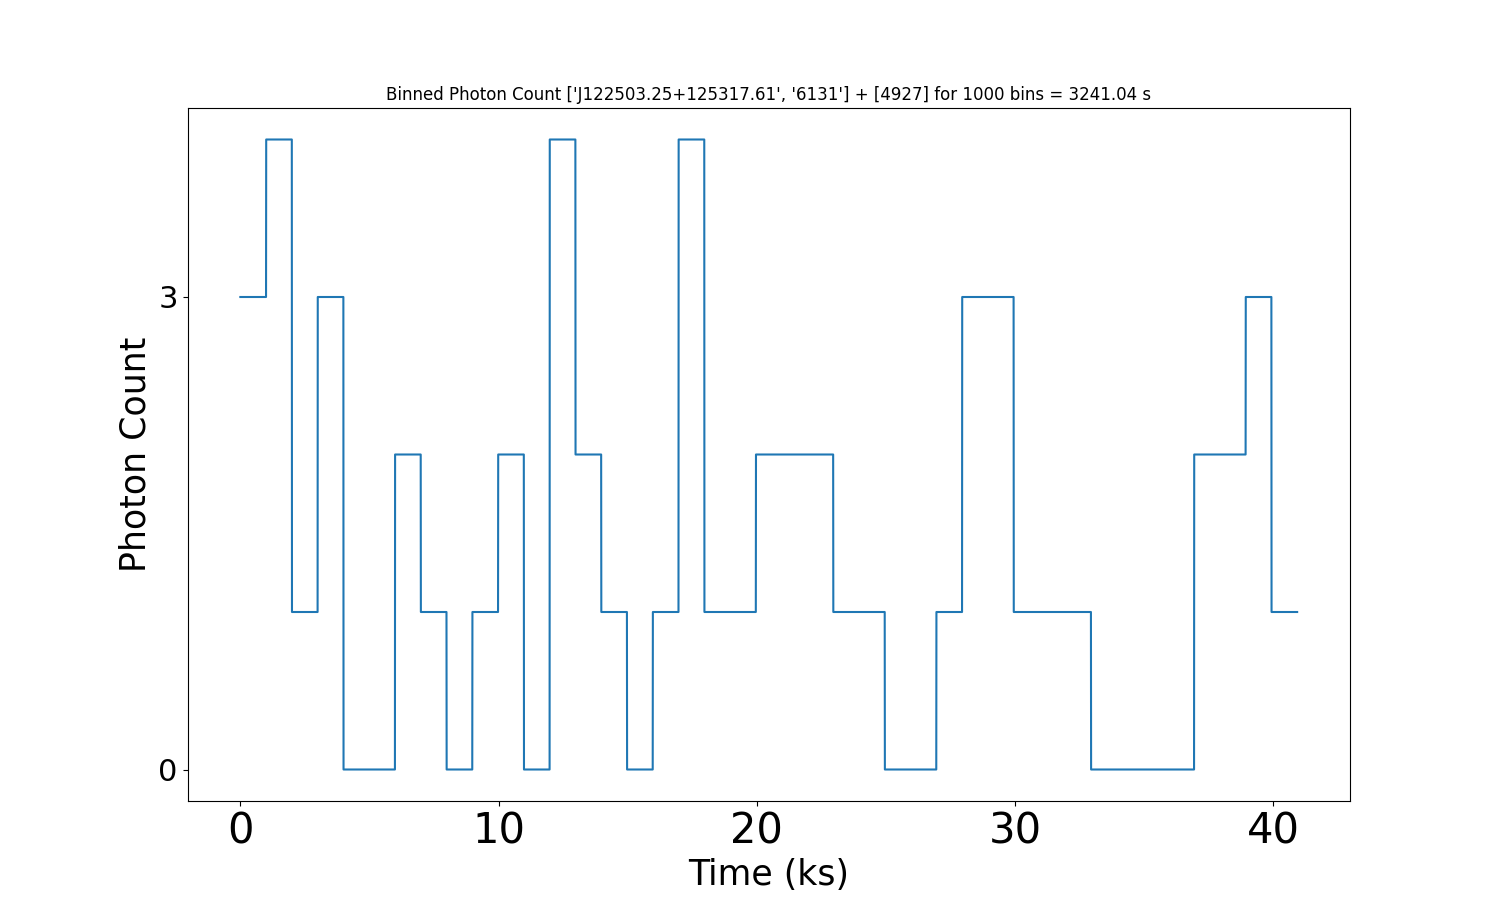 Binned Photon Count ['J122503.25+125317.61', '6131'] + [4927] for 1000 bins = 3241.04 s
Photon Count
3
0
0 10 20 30 40
Time (ks)